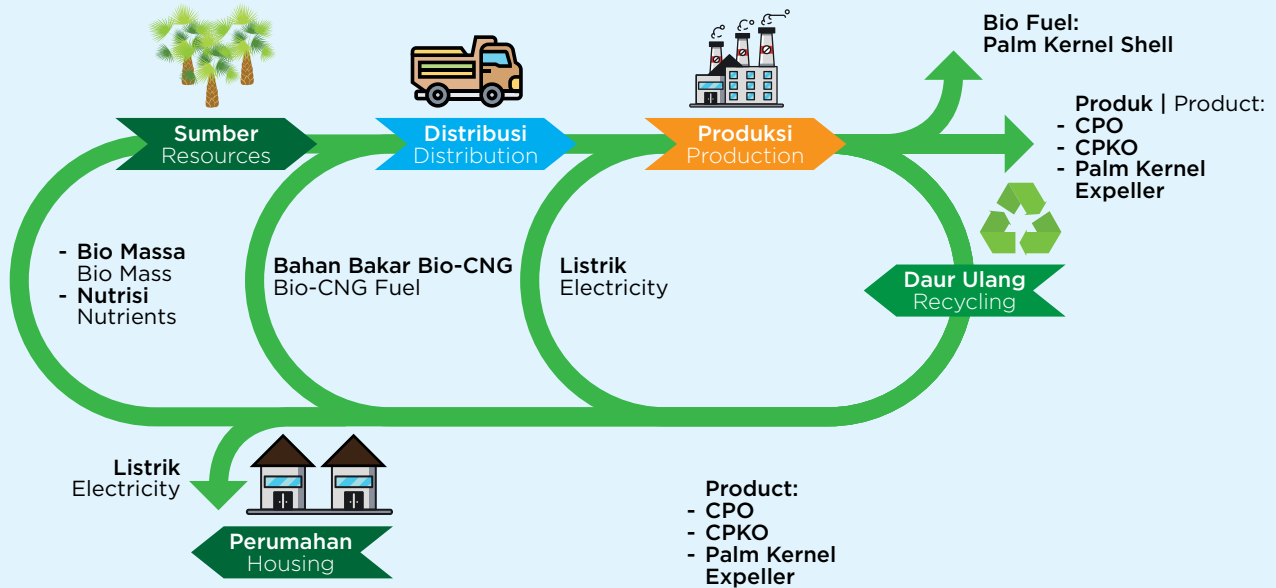 Bio Fuel:
Palm Kernel Shell
Produk | Product:
- CPO
- CPKO
- Palm Kernel
Expeller
Sumber
Resources
Distribusi
Distribution
Produksi
Production
- Bio Massa
Bio Mass
- Nutrisi
Nutrients
Bahan Bakar Bio-CNG
Bio-CNG Fuel
Listrik
Electricity
Daur Ulang
Recycling
Listrik
Electricity
Perumahan
Housing
Product:
- CPO
- CPKO
- Palm Kernel
Expeller